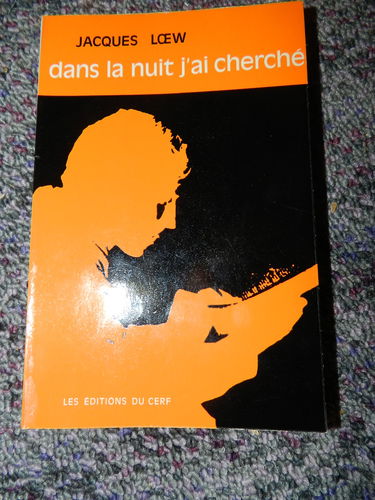 JACQUES LŒW
dans la nuit j'ai cherché
LES ÉDITIONS DU CERF